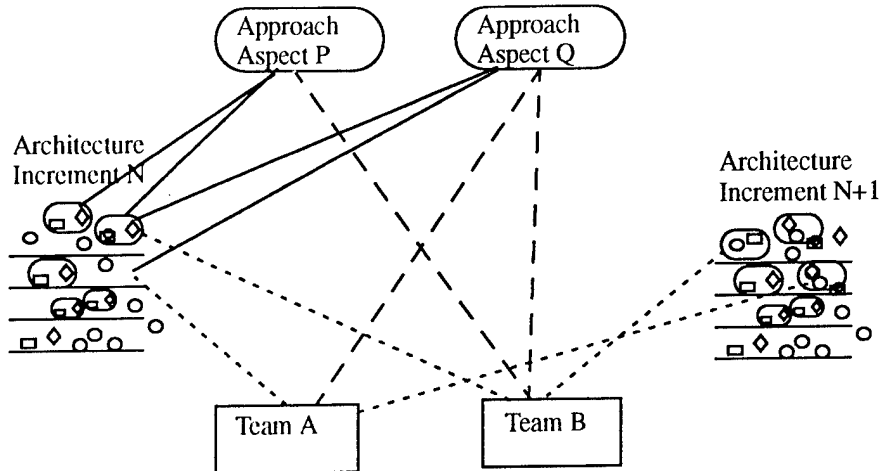 Approach
Aspect P
Approach
Aspect Q
Architecture
Increment N
Architecture
Increment N+1
Team A
Team B